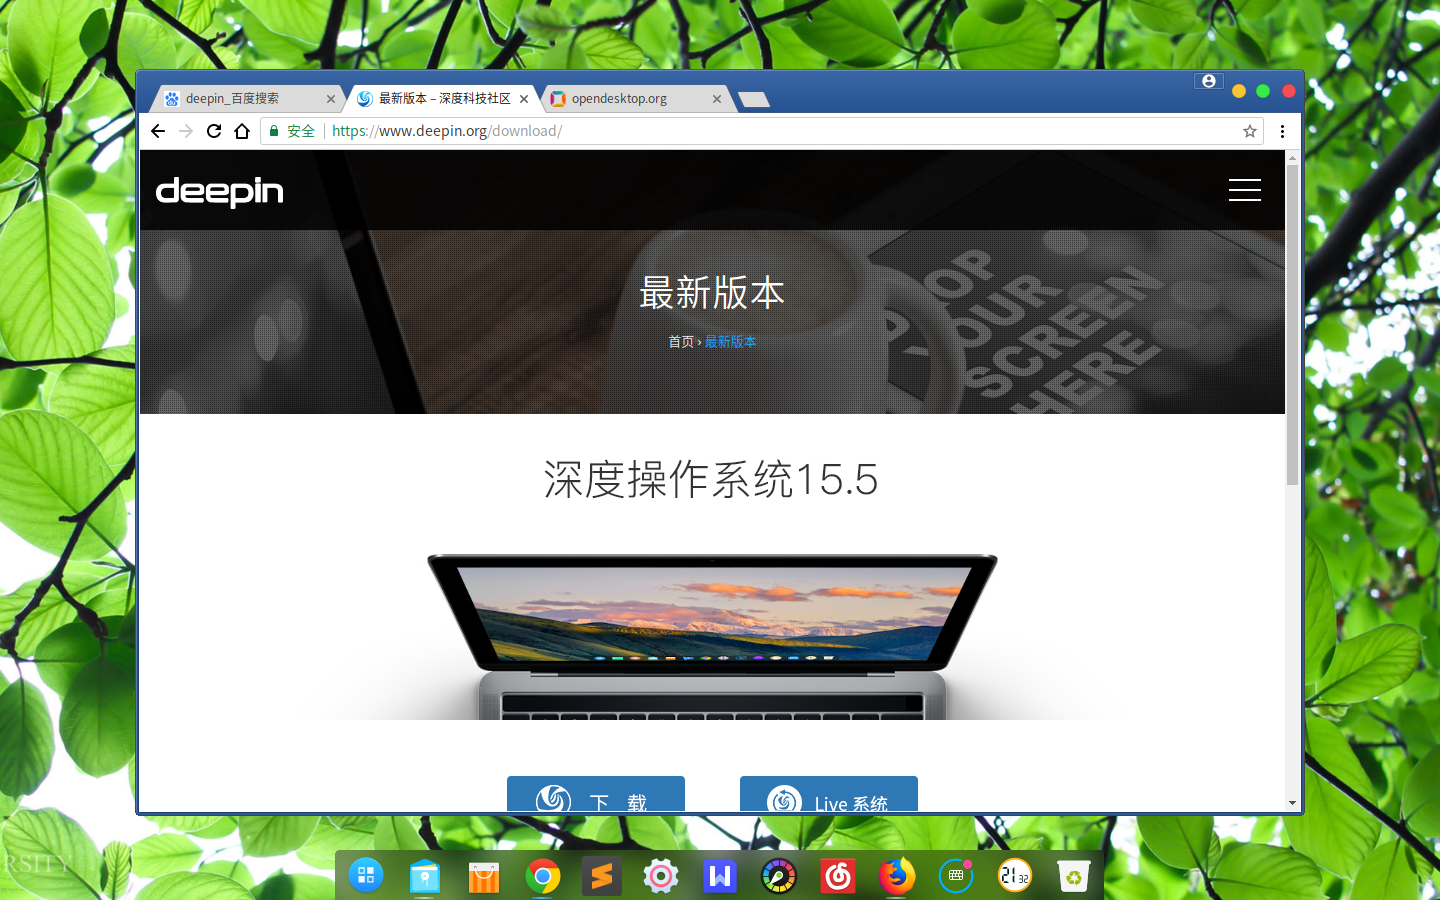 deepin_百度搜索
最新版本 – 深度科技社区
opendesktop.org
安全
https://www.deepin.org/download/
deepin
最新版本
首页 › 最新版本
YOUR
SCREEN
HERE
深度操作系统15.5
下 载
Live 系统
21 32
RSITY